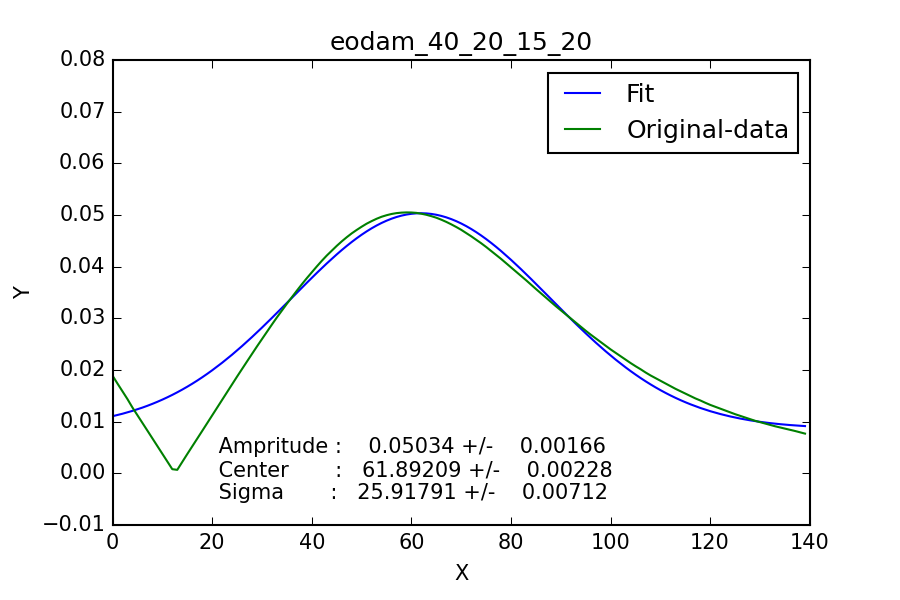 eodam_40_20_15_20
0.08
0.07
0.06
0.05
0.04
0.03
0.02
0.01
0.00
−0.01
Y
Fit
Original-data
Ampritude : 0.05034 +/- 0.00166
Center : 61.89209 +/- 0.00228
Sigma : 25.91791 +/- 0.00712
0 20 40 60 80 100 120 140
X